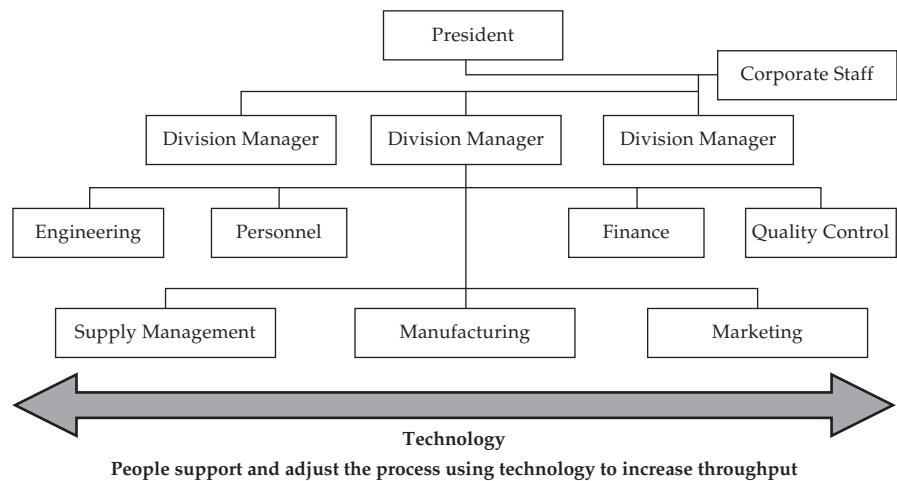 President
Corporate Staff
Division Manager
Division Manager
Division Manager
Engineering
Personnel
Finance
Quality Control
Supply Management
Manufacturing
Marketing
Technology
People support and adjust the process using technology to increase throughput